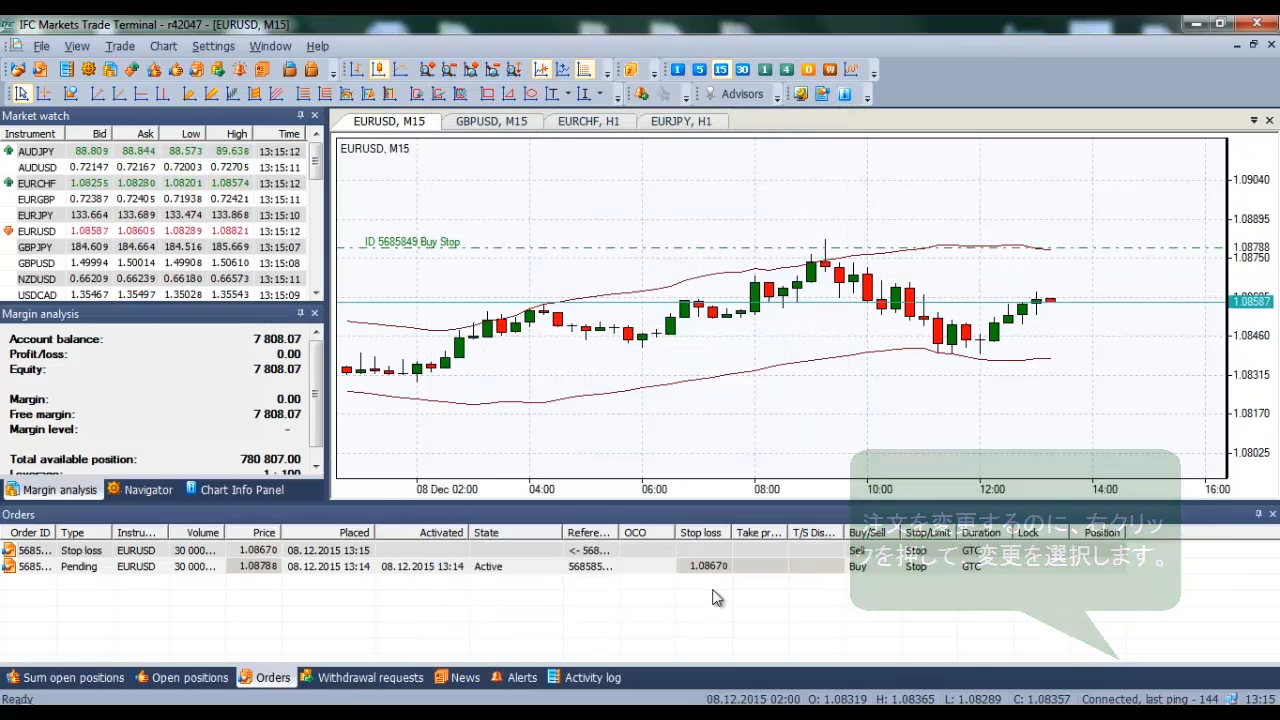 IFC Markets Trade Terminal - r42047 - [EURUSD, M15]
File View Trade Chart Settings Window Help
1 5 15 30 1 4 D W
Advisors
Market watch
Instrument Bid Ask Low High Time
AUDJPY 88.809 88.844 88.573 89.638 13:15:12
AUDUSD 0.72147 0.72167 0.72003 0.72705 13:15:11
EURCHF 1.08255 1.08280 1.08201 1.08574 13:15:12
EURGBP 0.72387 0.72405 0.71938 0.72421 13:15:11
EURJPY 133.664 133.689 133.474 133.868 13:15:10
EURUSD 1.08587 1.08605 1.08289 1.08821 13:15:12
GBPJPY 184.609 184.664 184.516 185.669 13:15:07
GBPUSD 1.49994 1.50014 1.49908 1.50610 13:15:08
NZDUSD 0.66209 0.66239 0.66180 0.66573 13:15:11
USDCAD 1.35467 1.35497 1.35028 1.35543 13:15:09
Margin analysis
Account balance: 7 808.07
Profit/loss: 0.00
Equity: 7 808.07
Margin: 0.00
Free margin: 7 808.07
Margin level: -
Total available position: 780 807.00
Margin analysis Navigator Chart Info Panel
EURUSD, M15 GBPUSD, M15 EURCHF, H1 EURJPY, H1
EURUSD, M15
ID 5685849 Buy Stop
1.09040
1.08895
1.08788
1.08750
1.08587
1.08460
1.08315
1.08170
1.08025
08 Dec 02:00 04:00 06:00 08:00 10:00 12:00 14:00 16:00
注文を変更するのに、右クリッ
クを押して、変更を選択します。
Orders
Order ID Type Instru... Volume Price Placed Activated State Refere... OCO Stop loss Take pr... T/S Dis... Buy/Sell Stop/Limit Duration Lock Position
5685... Stop loss EURUSD 30 000... 1.08670 08.12.2015 13:15 <- 568... Sell Stop GTC
5685... Pending EURUSD 30 000... 1.08788 08.12.2015 13:14 08.12.2015 13:14 Active 568585... 1.08670 Buy Stop GTC
Sum open positions Open positions Orders Withdrawal requests News Alerts Activity log
Ready 08.12.2015 02:00 O: 1.08319 H: 1.08365 L: 1.08289 C: 1.08357 Connected, last ping - 144 13:15